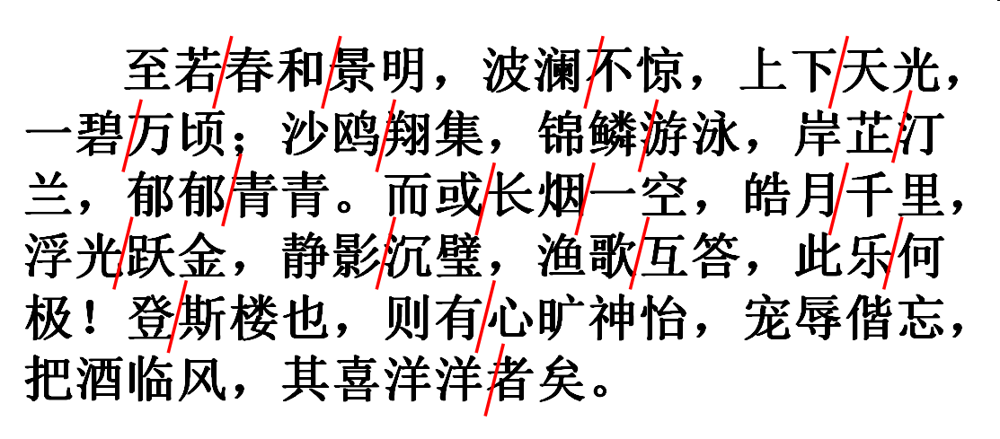 至若春和景明，波澜不惊，上下天光，
一碧万顷；沙鸥翔集，锦鳞游泳，岸芷汀
兰，郁郁青青。而或长烟一空，皓月千里，
浮光跃金，静影沉璧，渔歌互答，此乐何
极！登斯楼也，则有心旷神怡，宠辱偕忘，
把酒临风，其喜洋洋者矣。